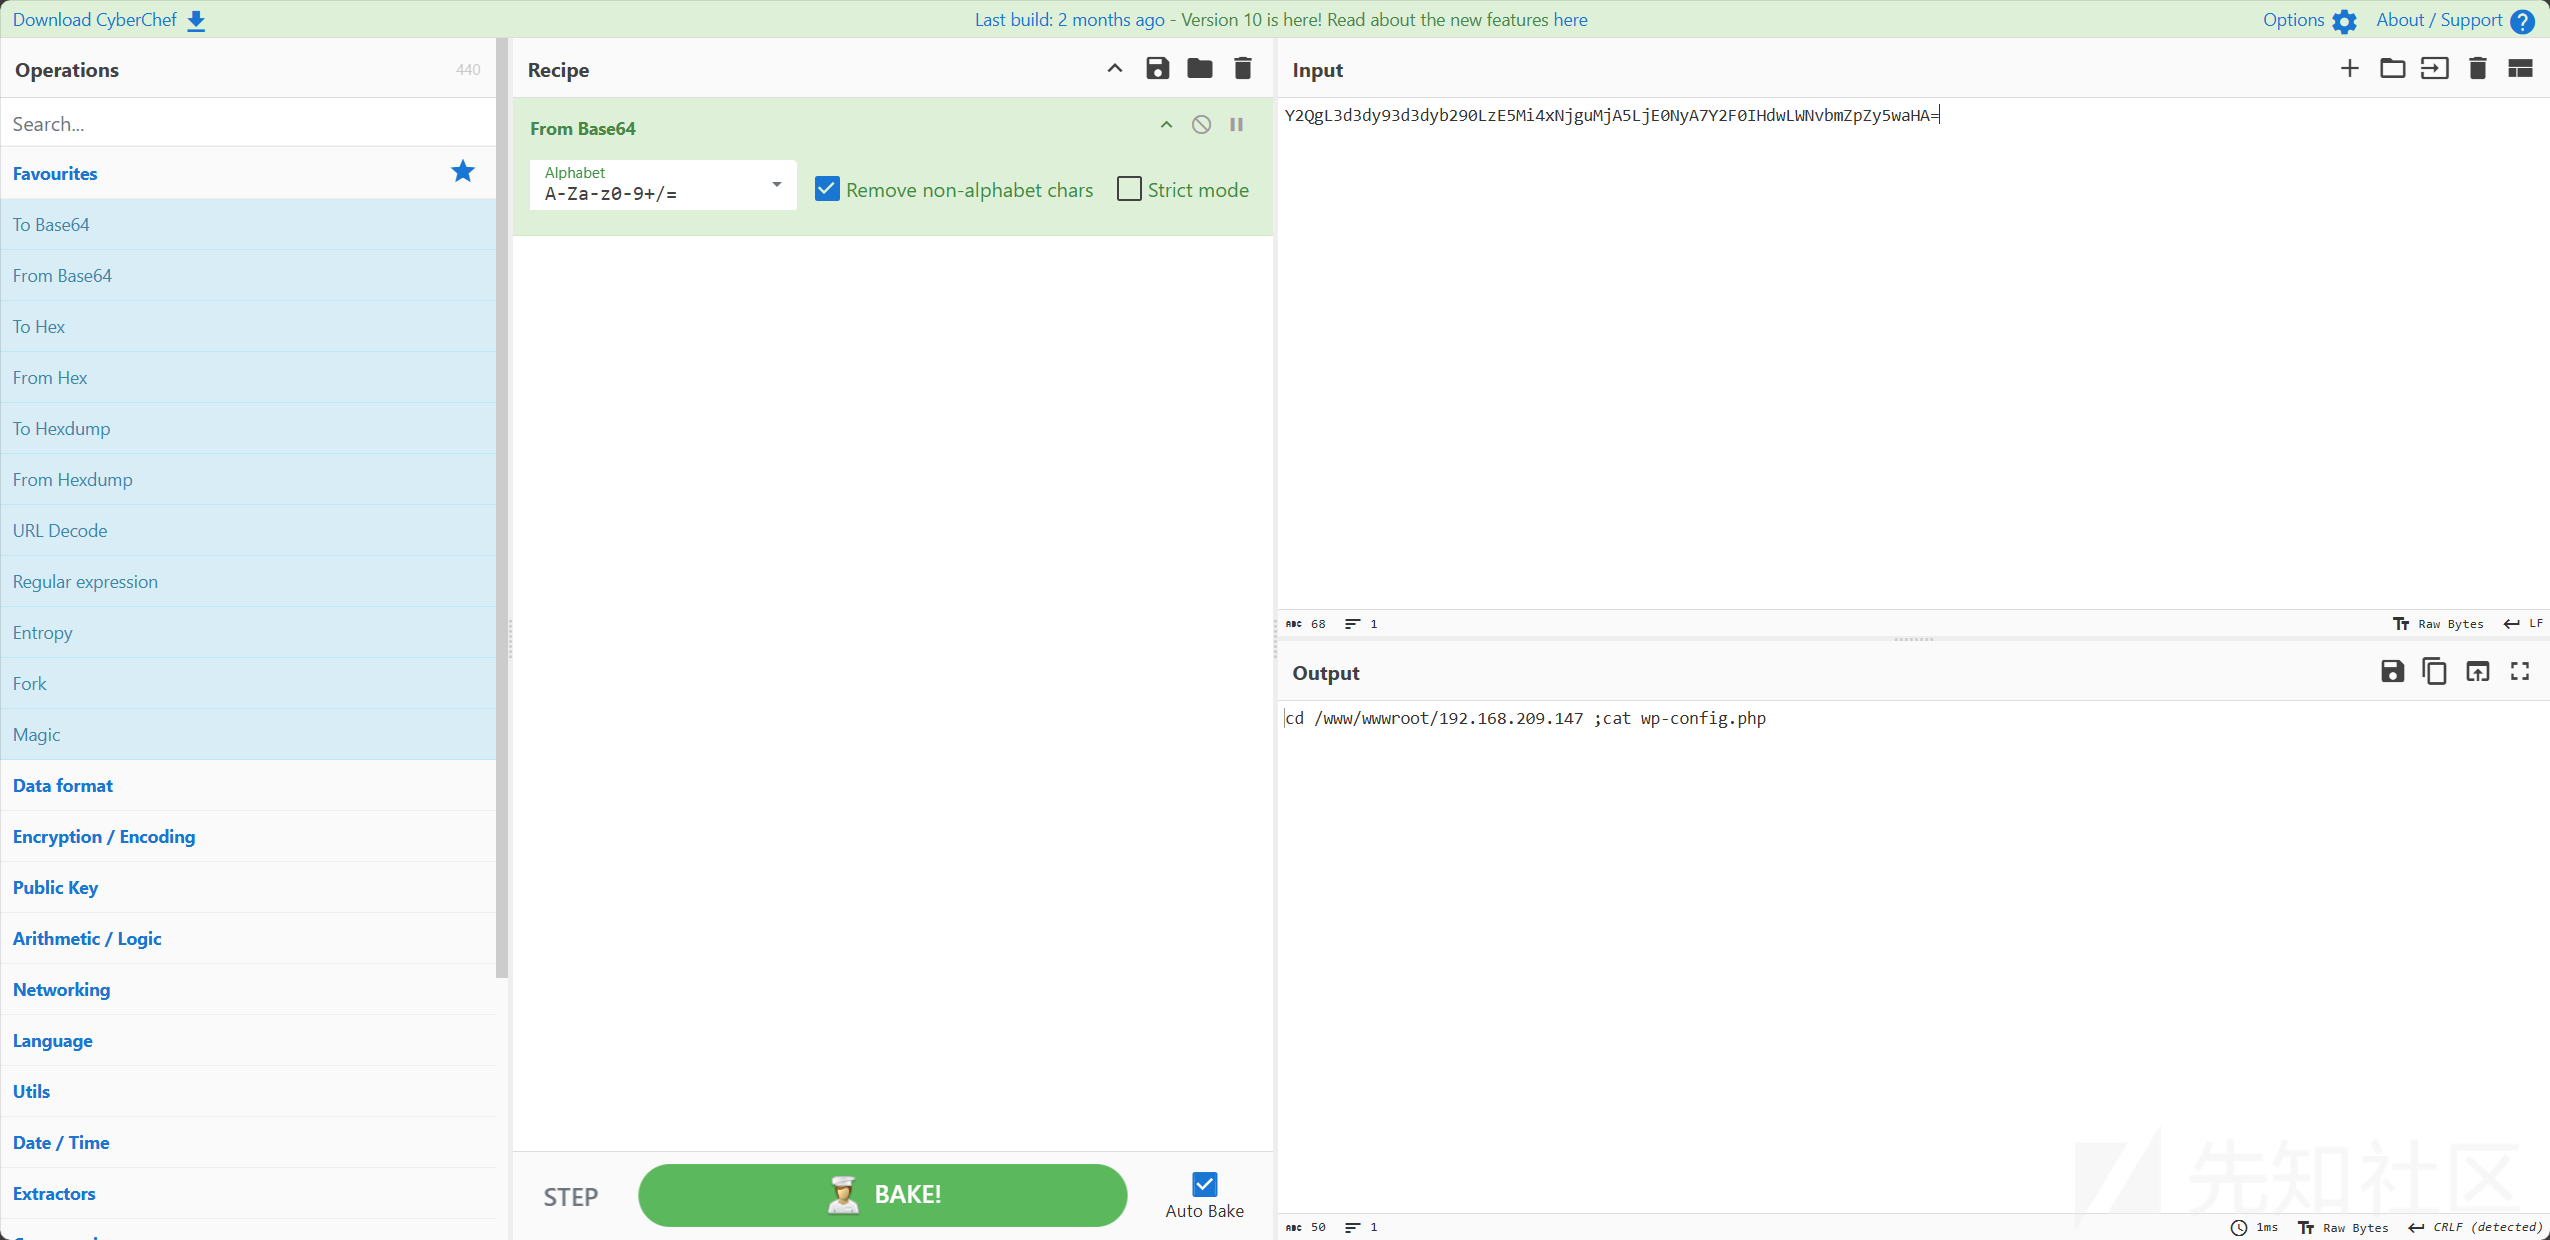 Download CyberChef
Last build: 2 months ago - Version 10 is here! Read about the new features here
Options
About / Support
Operations
440
Search...
Favourites
To Base64
From Base64
To Hex
From Hex
To Hexdump
From Hexdump
URL Decode
Regular expression
Entropy
Fork
Magic
Data format
Encryption / Encoding
Public Key
Arithmetic / Logic
Networking
Language
Utils
Date / Time
Extractors
Recipe
From Base64
Alphabet
A-Za-z0-9+/=
Remove non-alphabet chars
Strict mode
STEP
BAKE!
Auto Bake
Input
Y2QgL3d3dy93d3dyb290LzE5Mi4xNjguMjA5LjE0NyA7Y2F0IHdwLWNvbmZpZy5waHA=
ABC 68
1
Tr Raw Bytes
LF
Output
cd /www/wwwroot/192.168.209.147 ;cat wp-config.php
ABC 50
1
1ms
Tr Raw Bytes
CRLF (detected)
先知社区